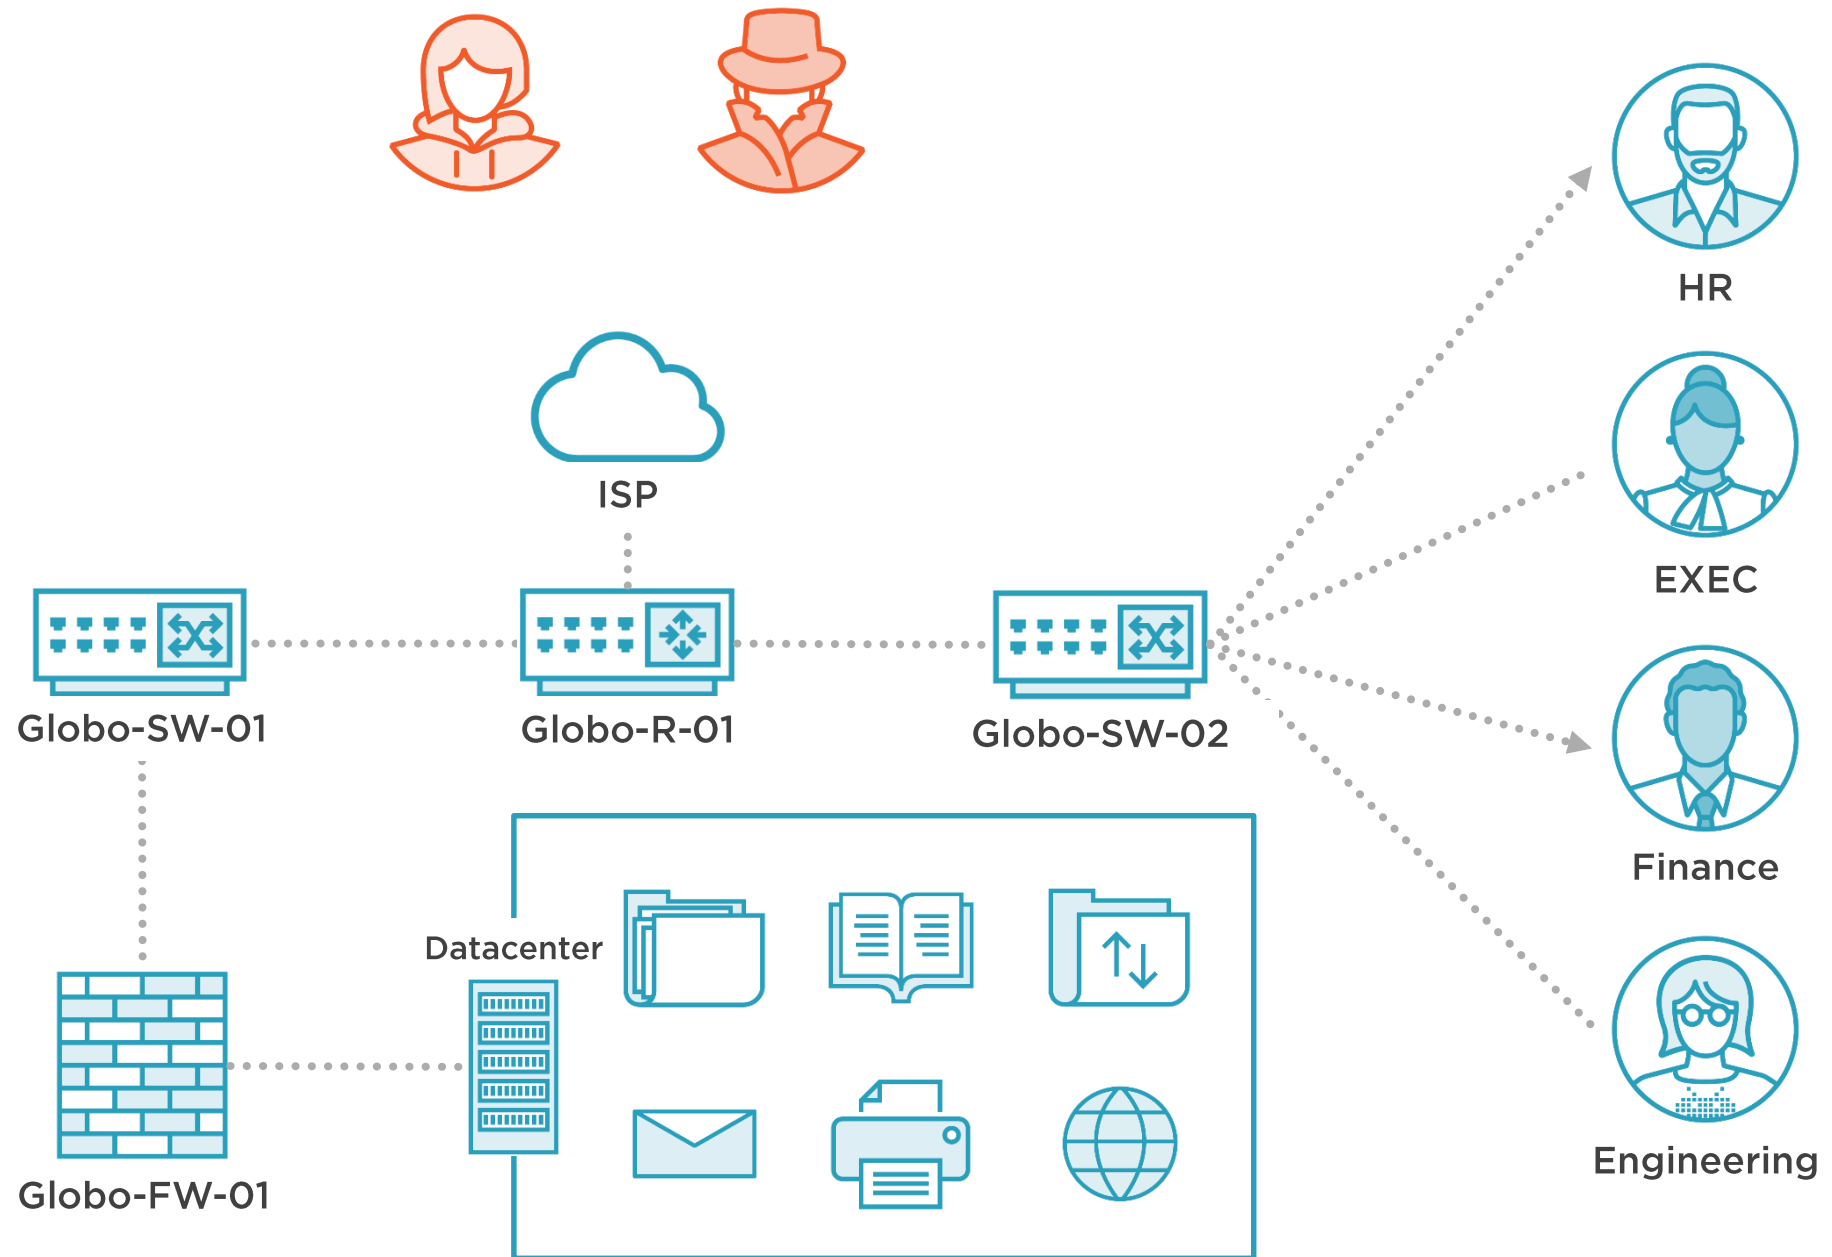 HR
ISP
EXEC
Globo-SW-01
Globo-R-01
Globo-SW-02
Finance
Datacenter
Engineering
Globo-FW-01